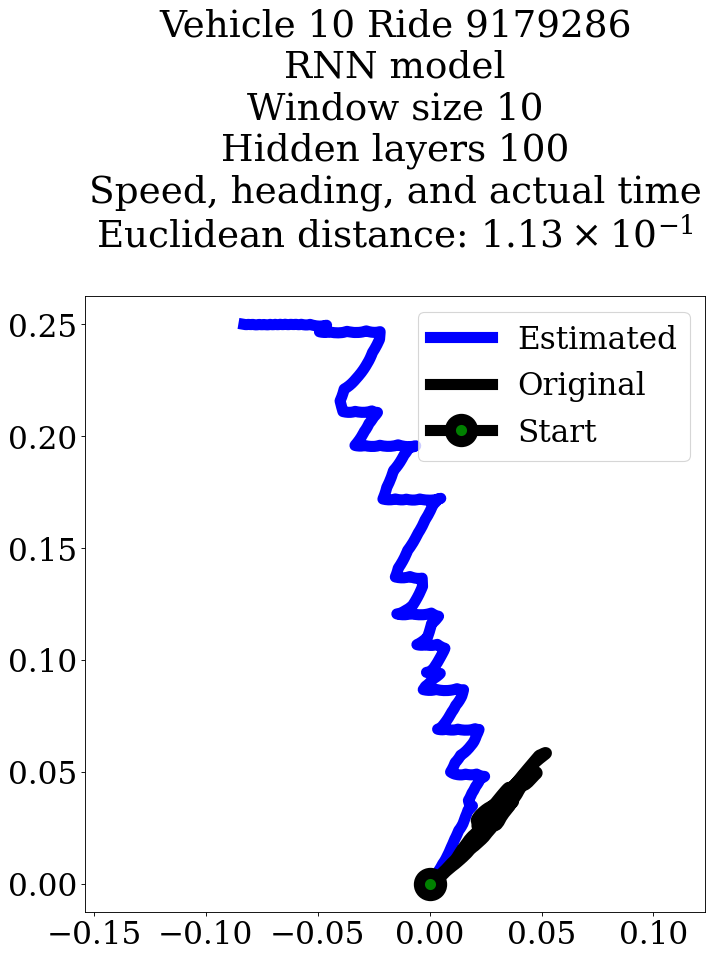 Vehicle 10 Ride 9179286
RNN model
Window size 10
Hidden layers 100
Speed, heading, and actual time
Euclidean distance: 1.13 × 10⁻¹
Estimated
Original
Start
0.25
0.20
0.15
0.10
0.05
0.00
−0.15 −0.10 −0.05 0.00 0.05 0.10